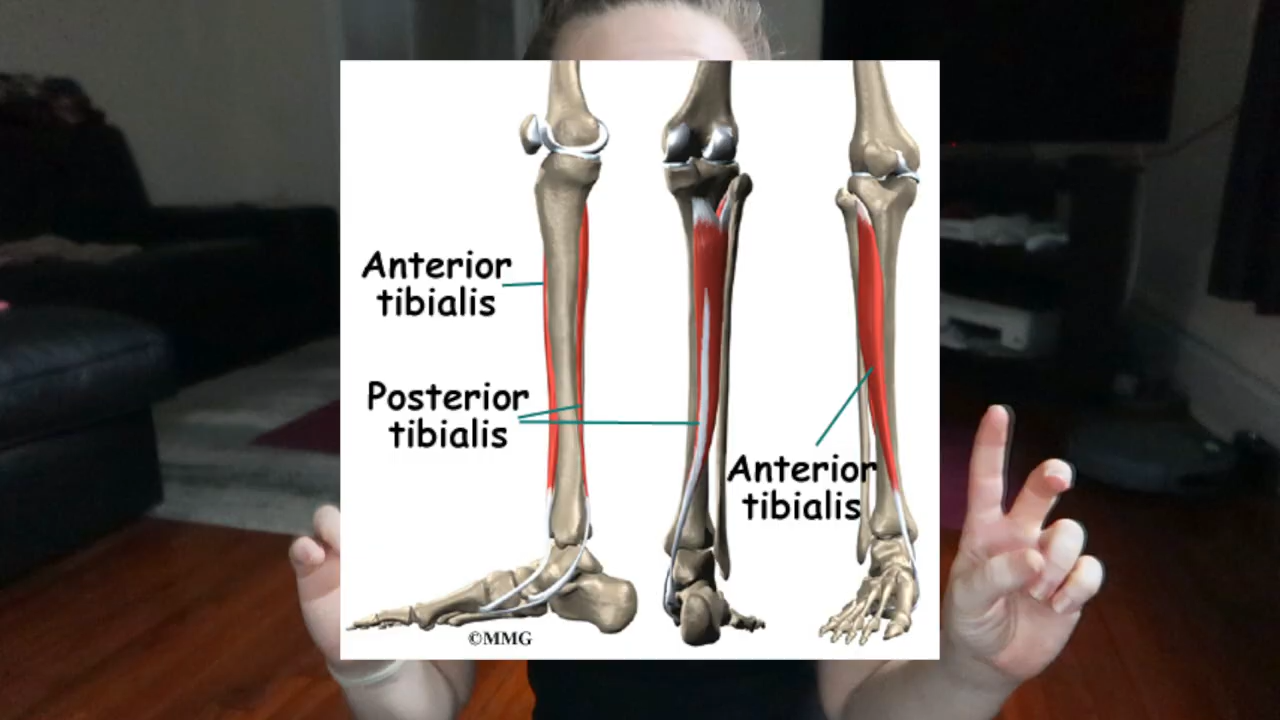 Anterior
tibialis
Posterior
tibialis
Anterior
tibialis
©MMG